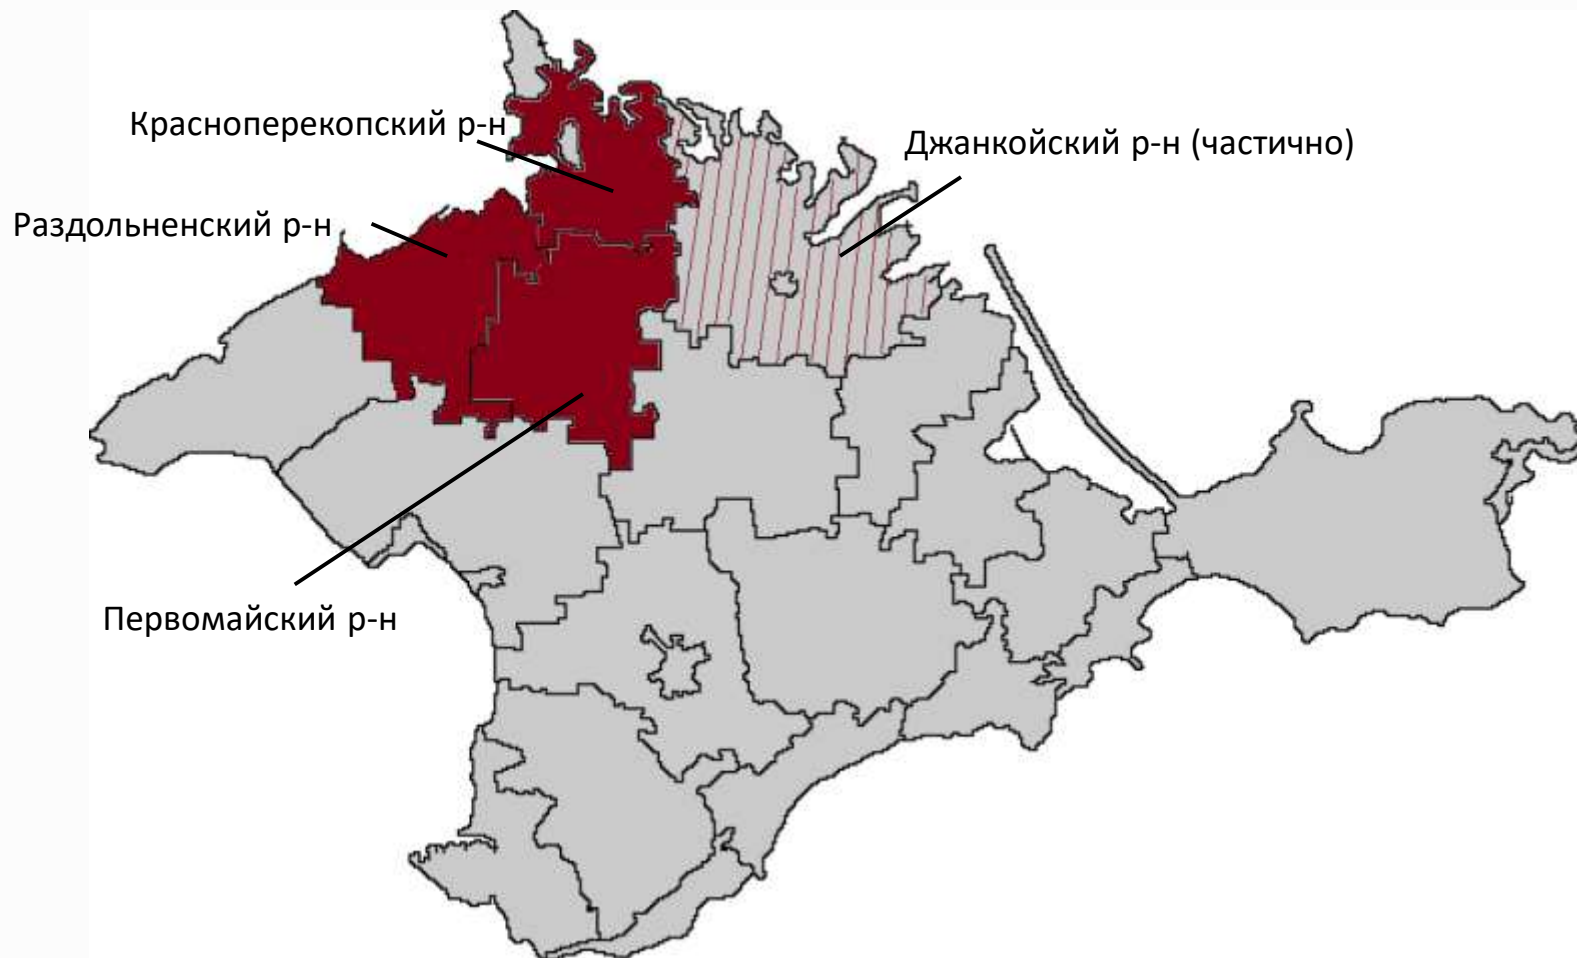 Красноперекопский р-н
Джанкойский р-н (частично)
Раздольненский р-н
Первомайский р-н